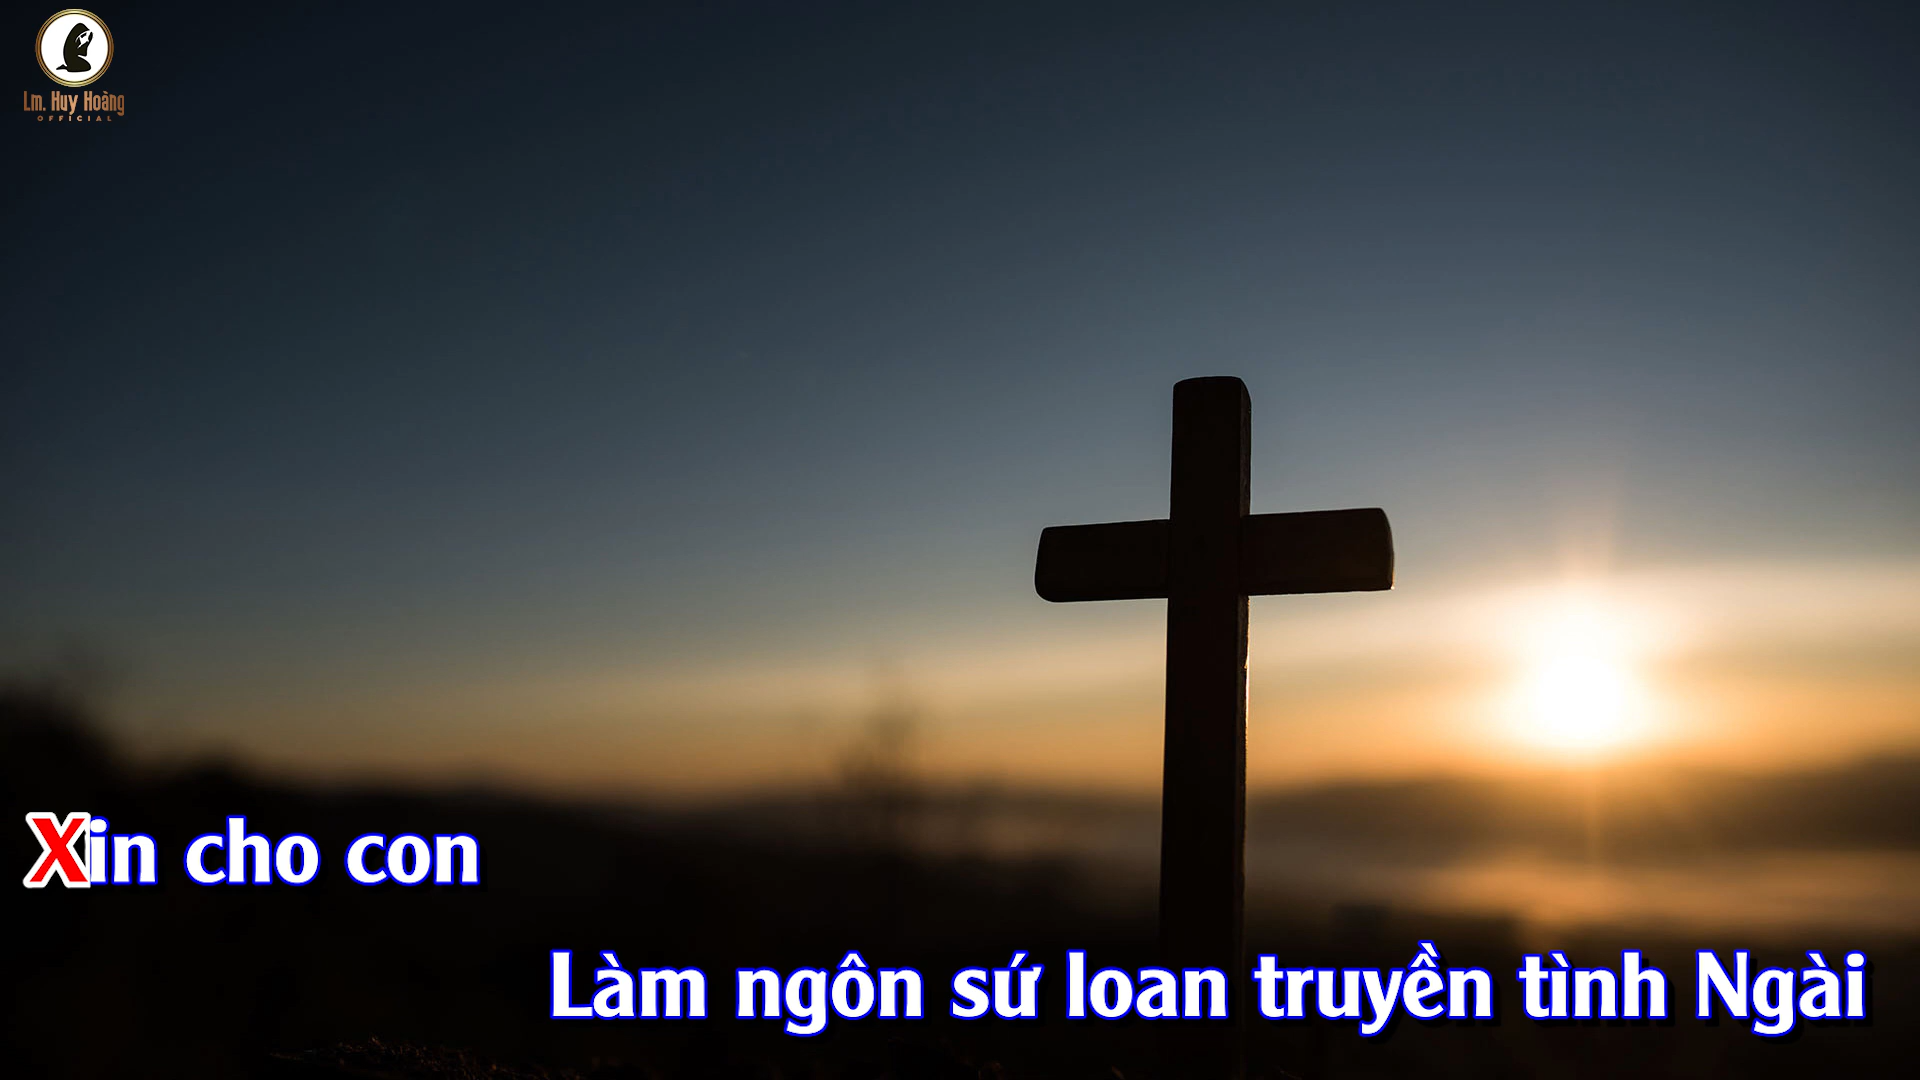 Lm. Huy Hoàng
OFFICIAL
Xin cho con
Làm ngôn sứ loan truyền tình Ngài